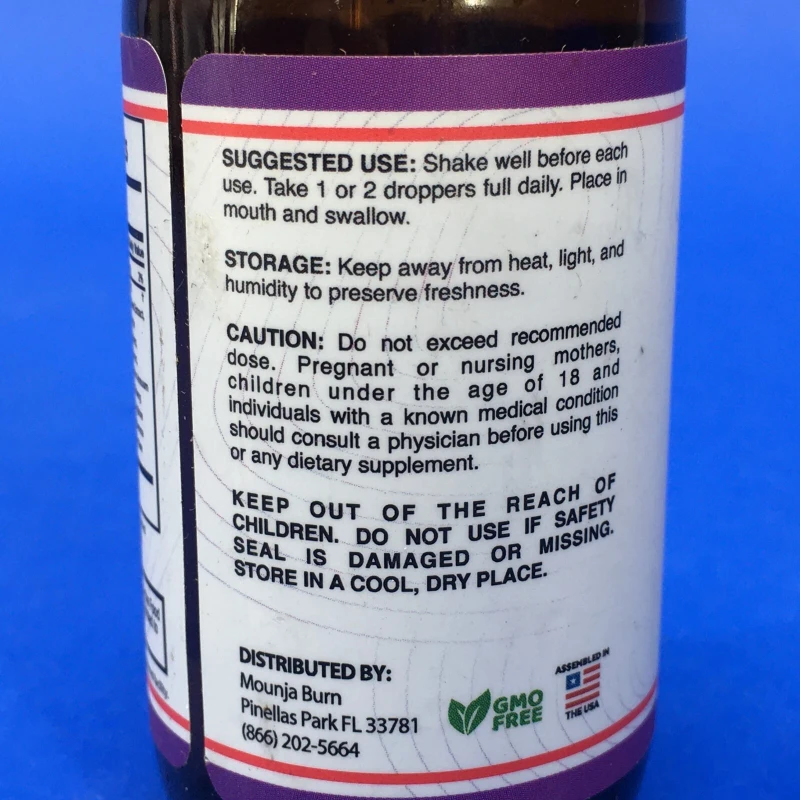 SUGGESTED USE: Shake well before each
use. Take 1 or 2 droppers full daily. Place in
mouth and swallow.
STORAGE: Keep away from heat, light, and
humidity to preserve freshness.
CAUTION: Do not exceed recommended
dose. Pregnant or nursing mothers,
children under the age of 18 and
individuals with a known medical condition
should consult a physician before using this
or any dietary supplement.
KEEP OUT OF THE REACH OF
CHILDREN. DO NOT USE IF SAFETY
SEAL IS DAMAGED OR MISSING.
STORE IN A COOL, DRY PLACE.
DISTRIBUTED BY:
Mounja Burn
Pinellas Park FL 33781
(866) 202-5664
GMO
FREE
ASSEMBLED IN
THE USA